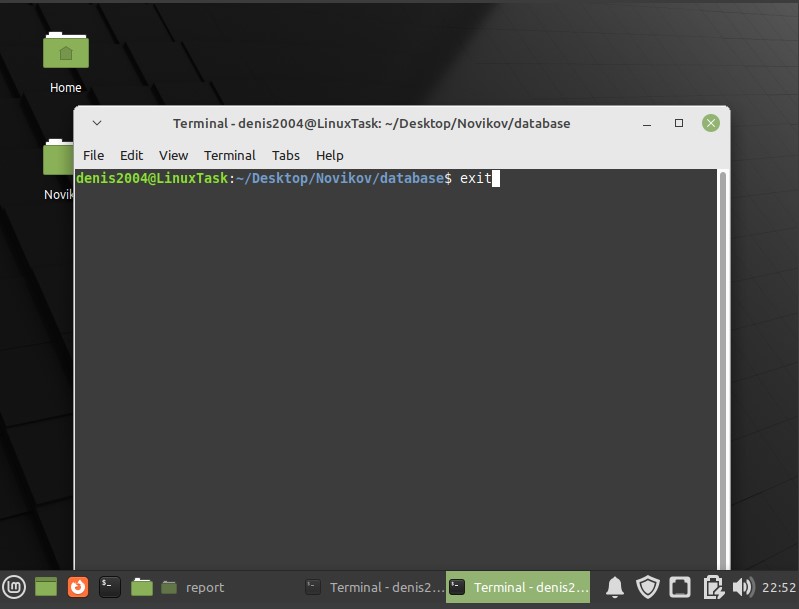 Home
Terminal - denis2004@LinuxTask: ~/Desktop/Novikov/database
File Edit View Terminal Tabs Help
denis2004@LinuxTask:~/Desktop/Novikov/database$ exit
Novik
report Terminal - denis2... Terminal - denis2... 22:52